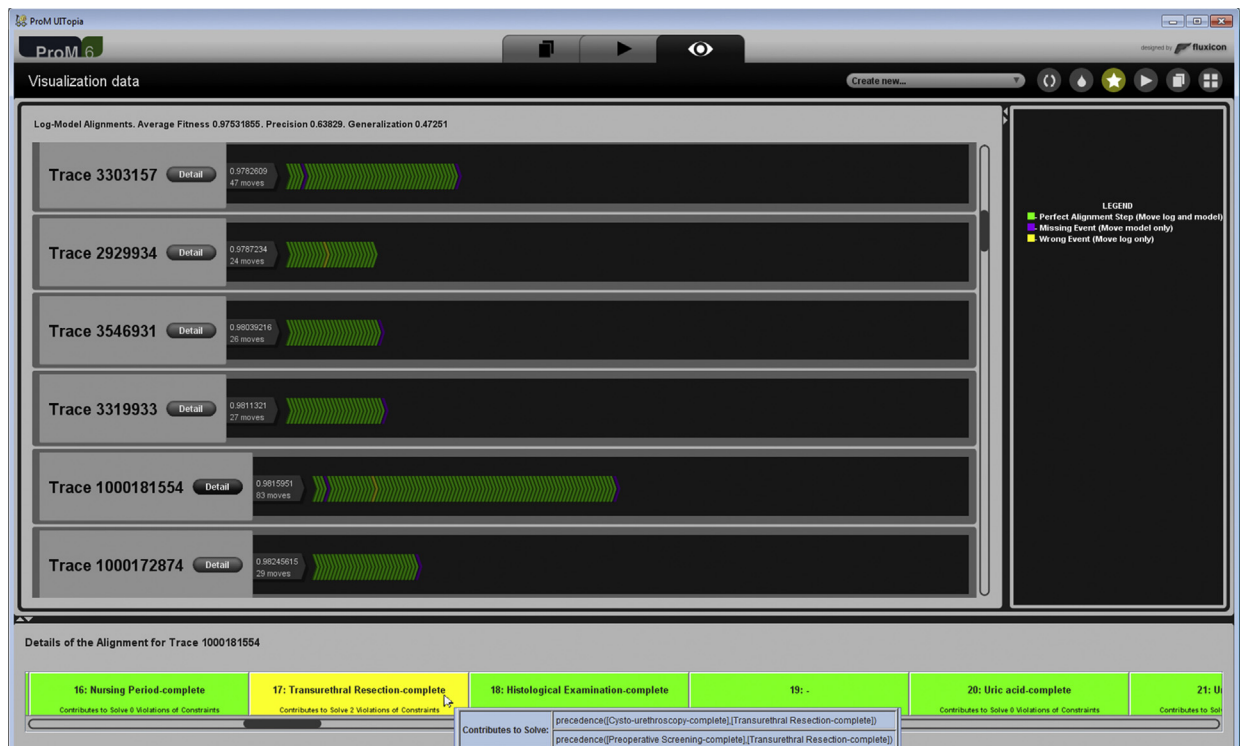 ProM UITopia
ProM 6
designed by fluxicon
Visualization data
Create new...
Log-Model Alignments. Average Fitness 0.97531855. Precision 0.63829. Generalization 0.47251
Trace 3303157
Detail
0.9782609
47 moves
Trace 2929934
Detail
0.9787234
24 moves
Trace 3546931
Detail
0.98039216
26 moves
Trace 3319933
Detail
0.9811321
27 moves
Trace 1000181554
Detail
0.9815951
83 moves
Trace 1000172874
Detail
0.98245615
29 moves
LEGEND
- Perfect Alignment Step (Move log and model)
- Missing Event (Move model only)
- Wrong Event (Move log only)
Details of the Alignment for Trace 1000181554
16: Nursing Period-complete
Contributes to Solve 0 Violations of Constraints
17: Transurethral Resection-complete
Contributes to Solve 2 Violations of Constraints
18: Histological Examination-complete
19: -
20: Uric acid-complete
Contributes to Solve 0 Violations of Constraints
21: U
Contributes to Sol
Contributes to Solve:
precedence([Cysto-urethroscopy-complete],[Transurethral Resection-complete])
precedence([Preoperative Screening-complete],[Transurethral Resection-complete])